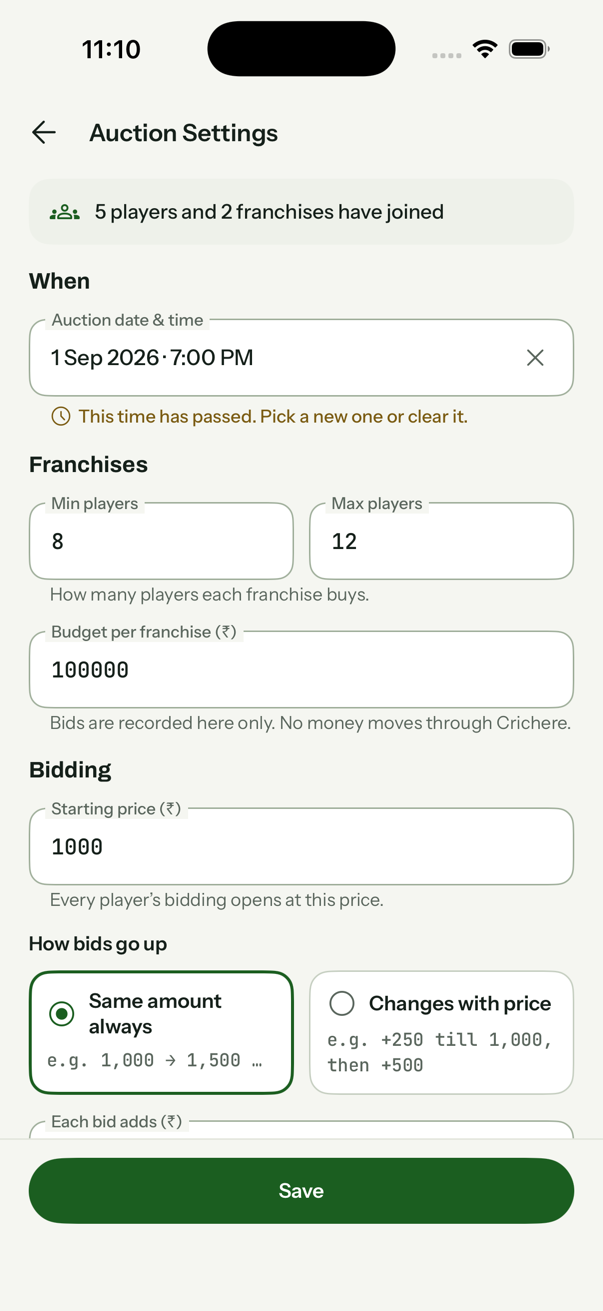 11:10
Auction Settings
5 players and 2 franchises have joined
When
Auction date & time
1 Sep 2026 · 7:00 PM
This time has passed. Pick a new one or clear it.
Franchises
Min players
Max players
8
12
How many players each franchise buys.
Budget per franchise (₹)
100000
Bids are recorded here only. No money moves through Crichere.
Bidding
Starting price (₹)
1000
Every player’s bidding opens at this price.
How bids go up
Same amount
always
e.g. 1,000 → 1,500 …
Changes with price
e.g. +250 till 1,000,
then +500
Each bid adds (₹)
Save